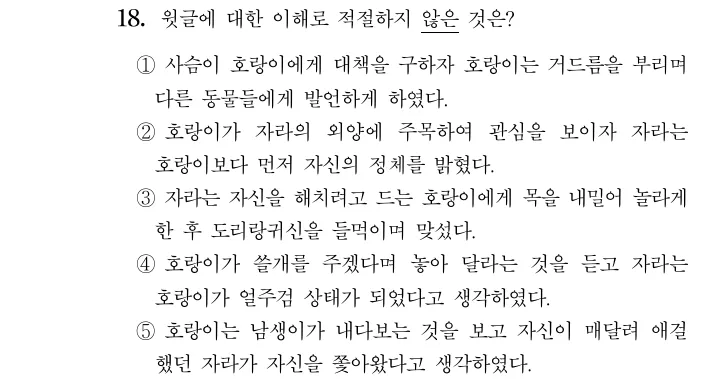 18. 윗글에 대한 이해로 적절하지 않은 것은?
① 사슴이 호랑이에게 대책을 구하자 호랑이는 거드름을 부리며
다른 동물들에게 발언하게 하였다.
② 호랑이가 자라의 외양에 주목하여 관심을 보이자 자라는
호랑이보다 먼저 자신의 정체를 밝혔다.
③ 자라는 자신을 해치려고 드는 호랑이에게 목을 내밀어 놀라게
한 후 도리랑귀신을 들먹이며 맞섰다.
④ 호랑이가 쓸개를 주겠다며 놓아 달라는 것을 듣고 자라는
호랑이가 얼주검 상태가 되었다고 생각하였다.
⑤ 호랑이는 남생이가 내다보는 것을 보고 자신이 매달려 애걸
했던 자라가 자신을 쫓아왔다고 생각하였다.